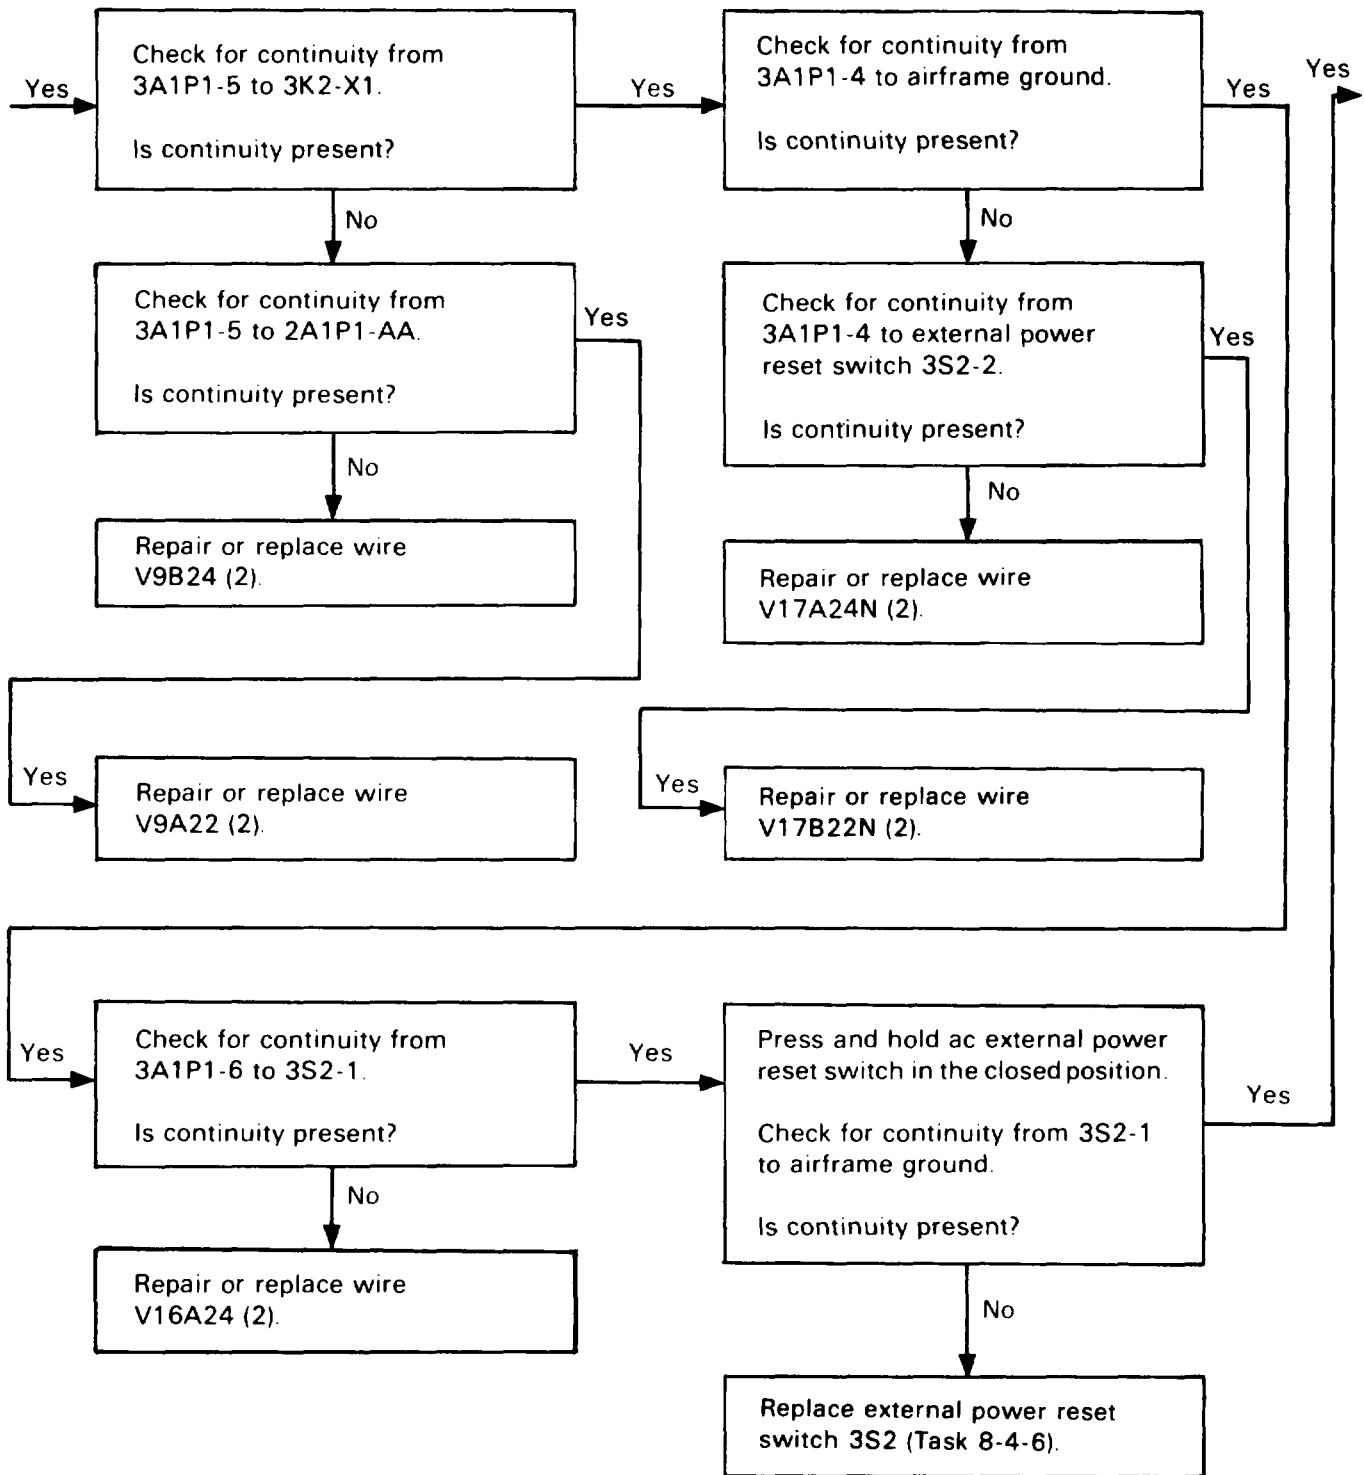 Yes
Check for continuity from
3A1P1-5 to 3K2-X1.
Is continuity present?
Yes
Check for continuity from
3A1P1-4 to airframe ground.
Is continuity present?
Yes
Yes
No
No
Check for continuity from
3A1P1-5 to 2A1P1-AA.
Is continuity present?
Yes
Check for continuity from
3A1P1-4 to external power
reset switch 3S2-2.
Is continuity present?
Yes
No
No
Repair or replace wire
V9B24 (2).
Repair or replace wire
V17A24N (2).
Yes
Repair or replace wire
V9A22 (2).
Yes
Repair or replace wire
V17B22N (2).
Yes
Check for continuity from
3A1P1-6 to 3S2-1.
Is continuity present?
Yes
Press and hold ac external power
reset switch in the closed position.
Check for continuity from 3S2-1
to airframe ground.
Is continuity present?
Yes
No
Repair or replace wire
V16A24 (2).
No
Replace external power reset
switch 3S2 (Task 8-4-6).